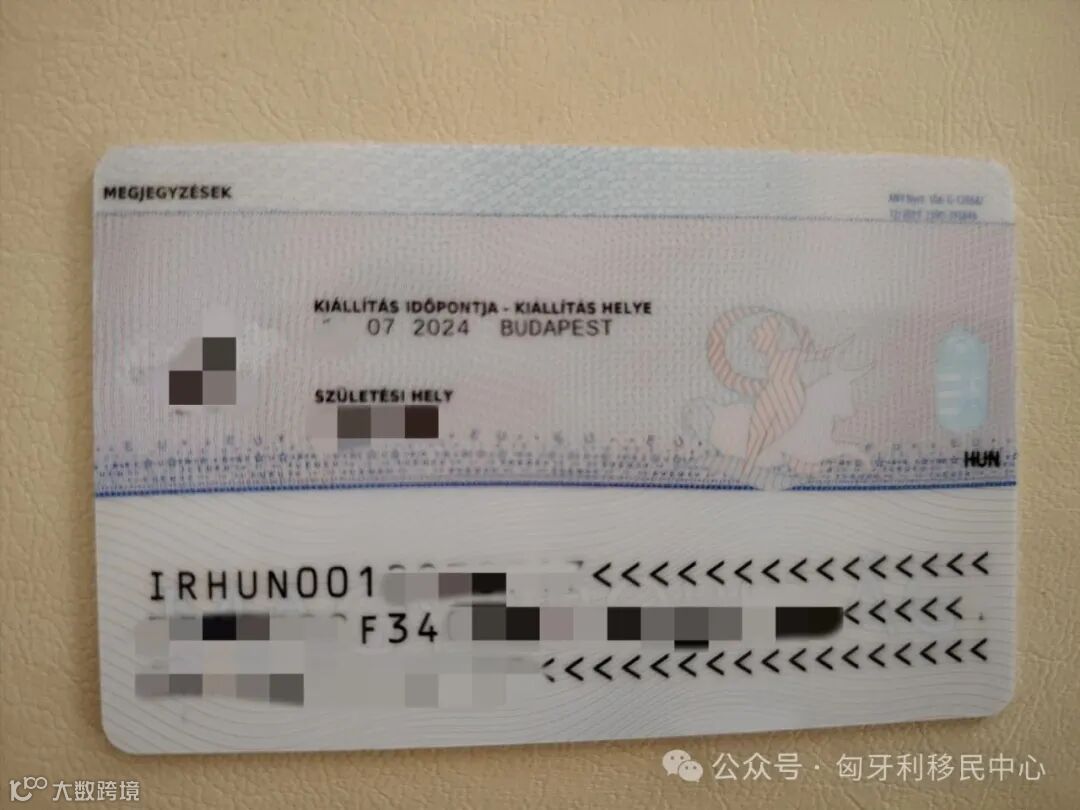 MEGJEGYZÉSEK
KIÁLLÍTÁS IDŐPONTJA - KIÁLLÍTÁS HELYE
07 2024 BUDAPEST
SZÜLETÉSI HELY
HUN
IRHUN001
<<<<<<<<<<<<<<<<<<
F34
<<<<<
<<<<<<<<<<<<<<<<<<<<
公众号 · 匈牙利移民中心
大数跨境